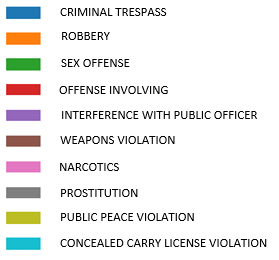 CRIMINAL TRESPASS
ROBBERY
SEX OFFENSE
OFFENSE INVOLVING
INTERFERENCE WITH PUBLIC OFFICER
WEAPONS VIOLATION
NARCOTICS
PROSTITUTION
PUBLIC PEACE VIOLATION
CONCEALED CARRY LICENSE VIOLATION